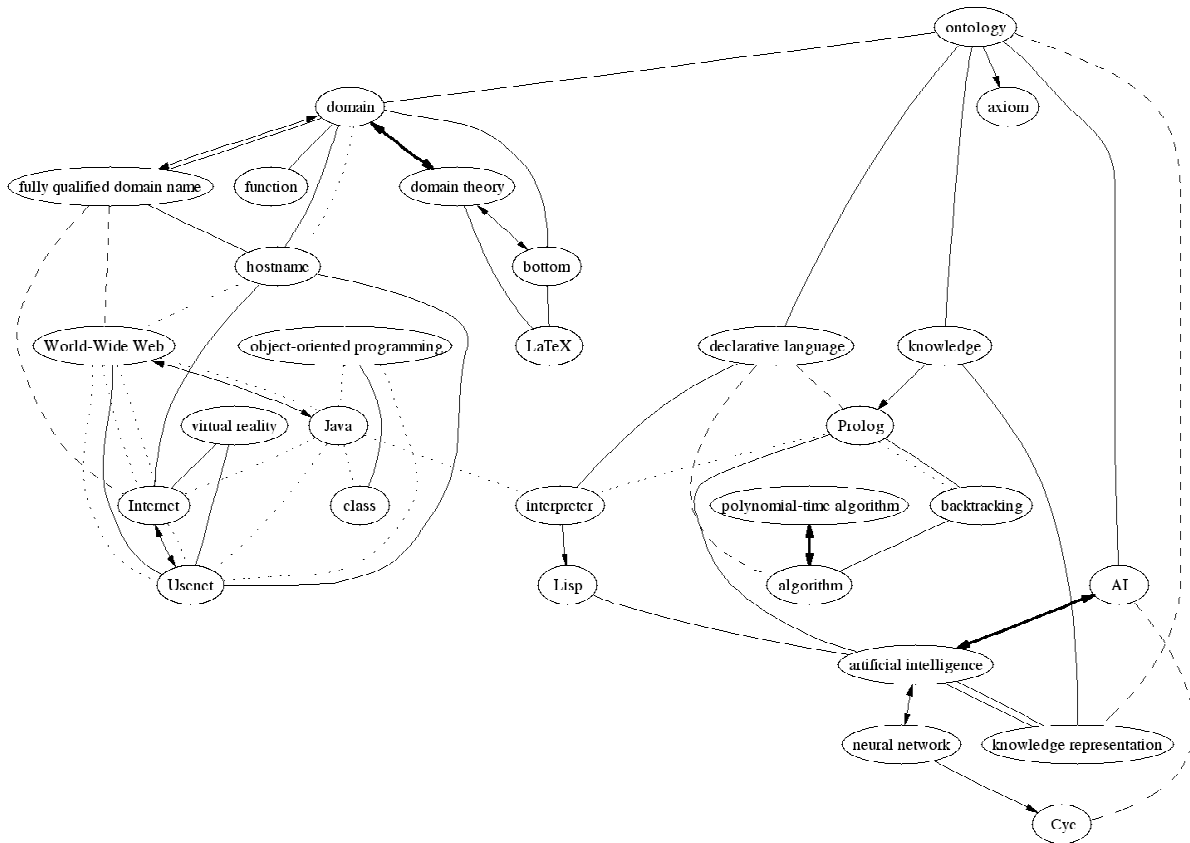 ontology
domain
axiom
fully qualified domain name
function
domain theory
hostname
bottom
World-Wide Web
object-oriented programming
LaTeX
declarative language
knowledge
virtual reality
Java
Prolog
Internet
class
interpreter
polynomial-time algorithm
backtracking
Usenet
Lisp
algorithm
AI
artificial intelligence
neural network
knowledge representation
Cyc